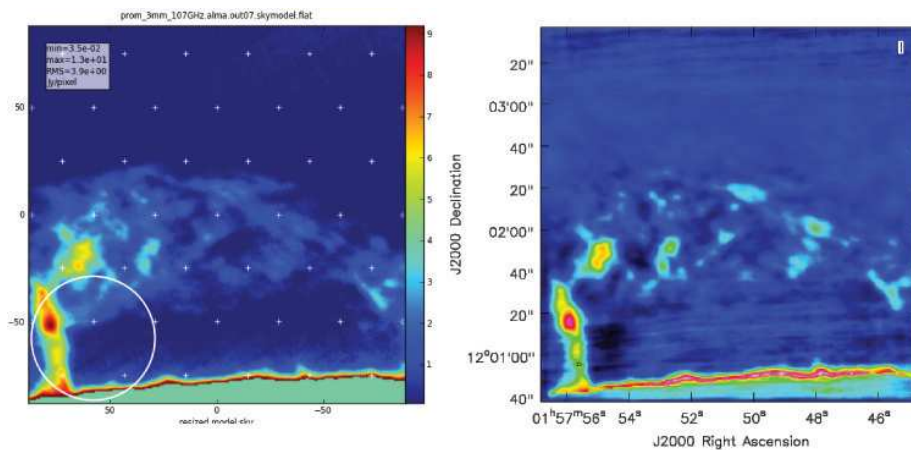 prom_3mm_107GHz.alma.out07.skymodel.flat
min=3.5e-02
max=1.3e+01
RMS=3.9e+00
Jy/pixel
50
0
−50
50
0
−50
resized model.sky
9
8
7
6
5
4
3
2
1
J2000 Declination
20"
03'00"
40"
20"
02'00"
40"
20"
12°01'00"
40"
01ʰ57ᵐ56ˢ
54ˢ
52ˢ
50ˢ
48ˢ
46ˢ
J2000 Right Ascension